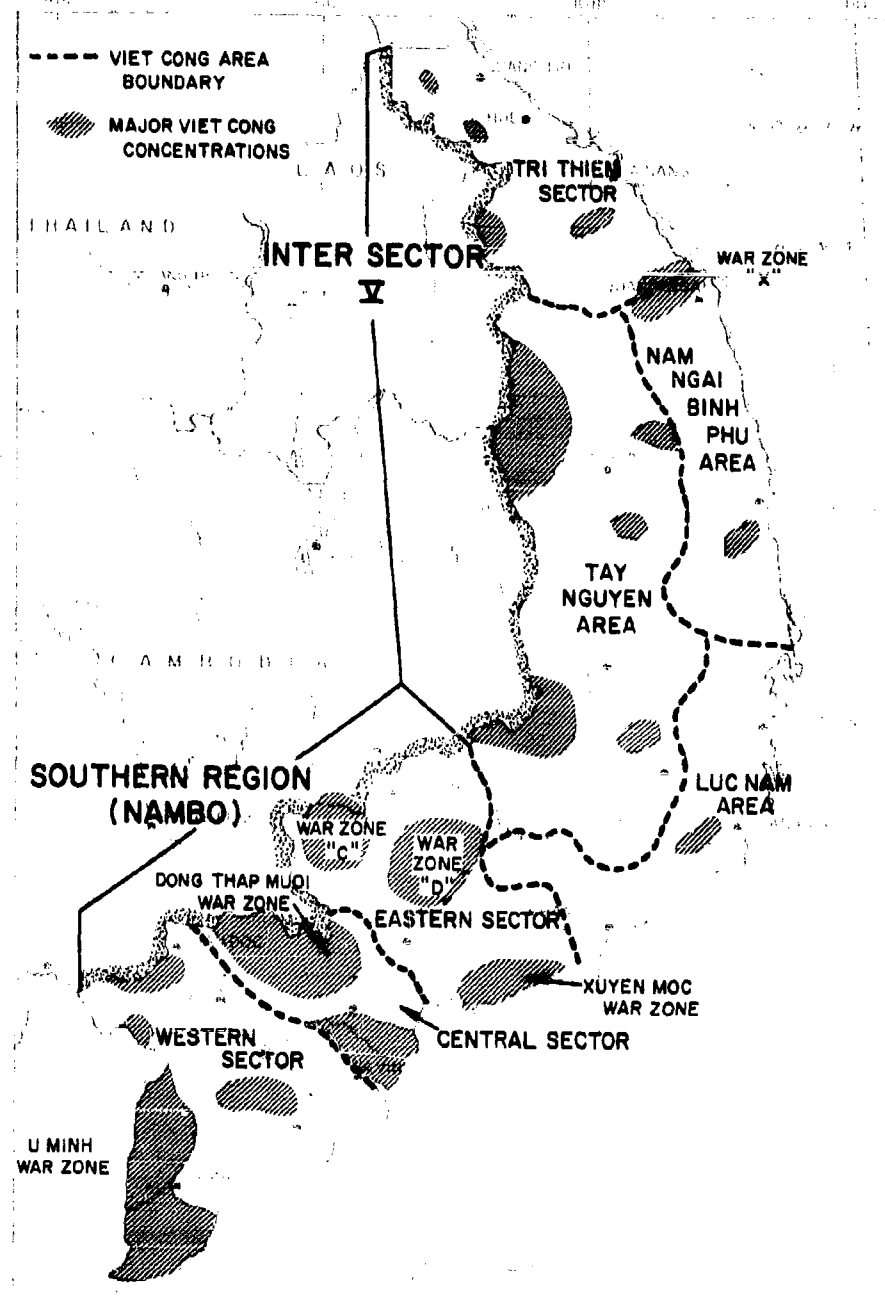 VIET CONG AREA
BOUNDARY
MAJOR VIET CONG
CONCENTRATIONS
HUE
LAOS
TRI THIEN
SECTOR
THAILAND
INTER SECTOR
V
WAR ZONE
"X"
NAM
NGAI
BINH
PHU
AREA
TAY
NGUYEN
AREA
CAMBODIA
SOUTHERN REGION
(NAMBO)
LUC NAM
AREA
WAR ZONE
"C"
WAR
ZONE
"D"
DONG THAP MUOI
WAR ZONE
EASTERN SECTOR
XUYEN MOC
WAR ZONE
CENTRAL SECTOR
WESTERN
SECTOR
U MINH
WAR ZONE